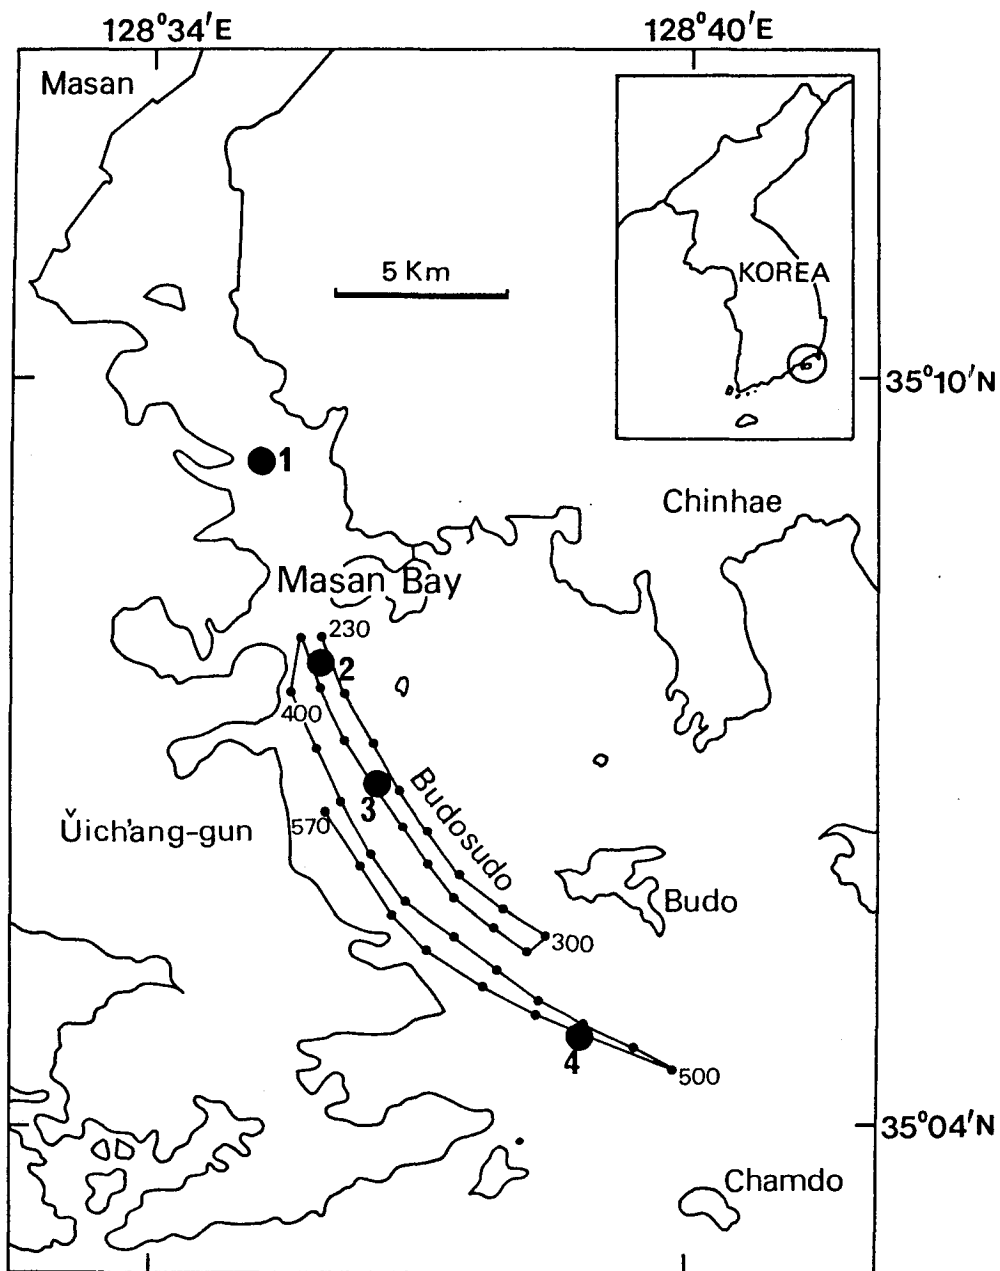 128°34′E
128°40′E
Masan
5 Km
KOREA
35°10′N
1
Chinhae
Masan Bay
230
2
400
3
Budosudo
570
Ŭich'ang-gun
Budo
300
4
500
35°04′N
Chamdo